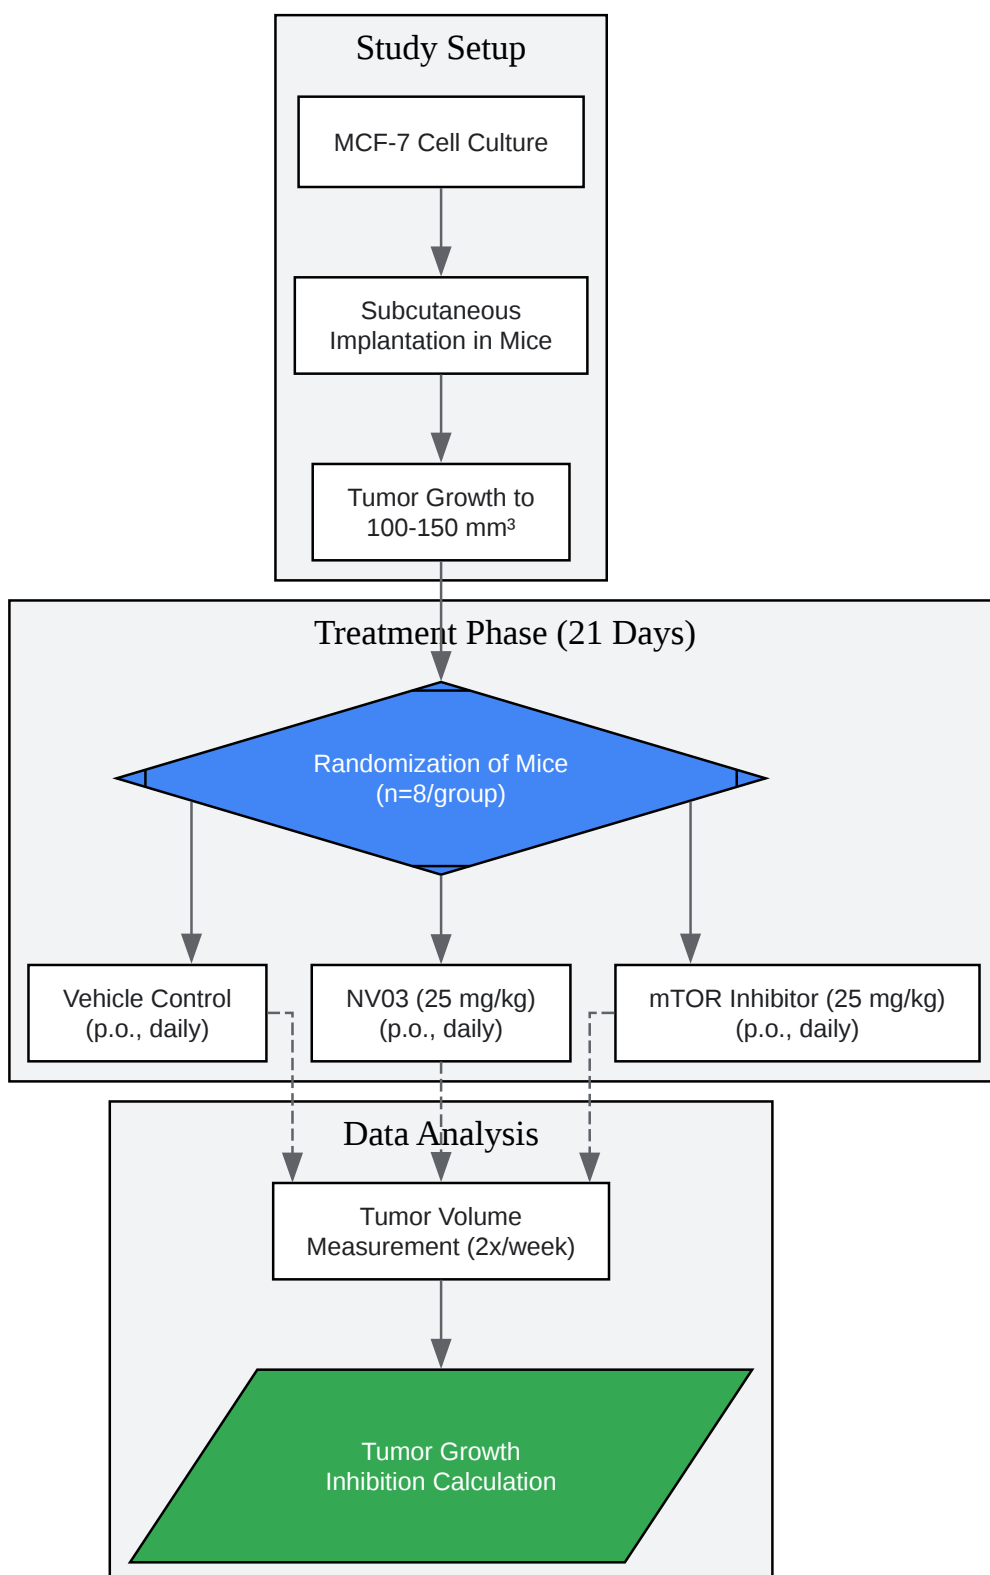 Study Setup
MCF-7 Cell Culture
Subcutaneous
Implantation in Mice
Tumor Growth to
100-150 mm³
Treatment Phase (21 Days)
Randomization of Mice
(n=8/group)
Vehicle Control
(p.o., daily)
NV03 (25 mg/kg)
(p.o., daily)
mTOR Inhibitor (25 mg/kg)
(p.o., daily)
Data Analysis
Tumor Volume
Measurement (2x/week)
Tumor Growth
Inhibition Calculation